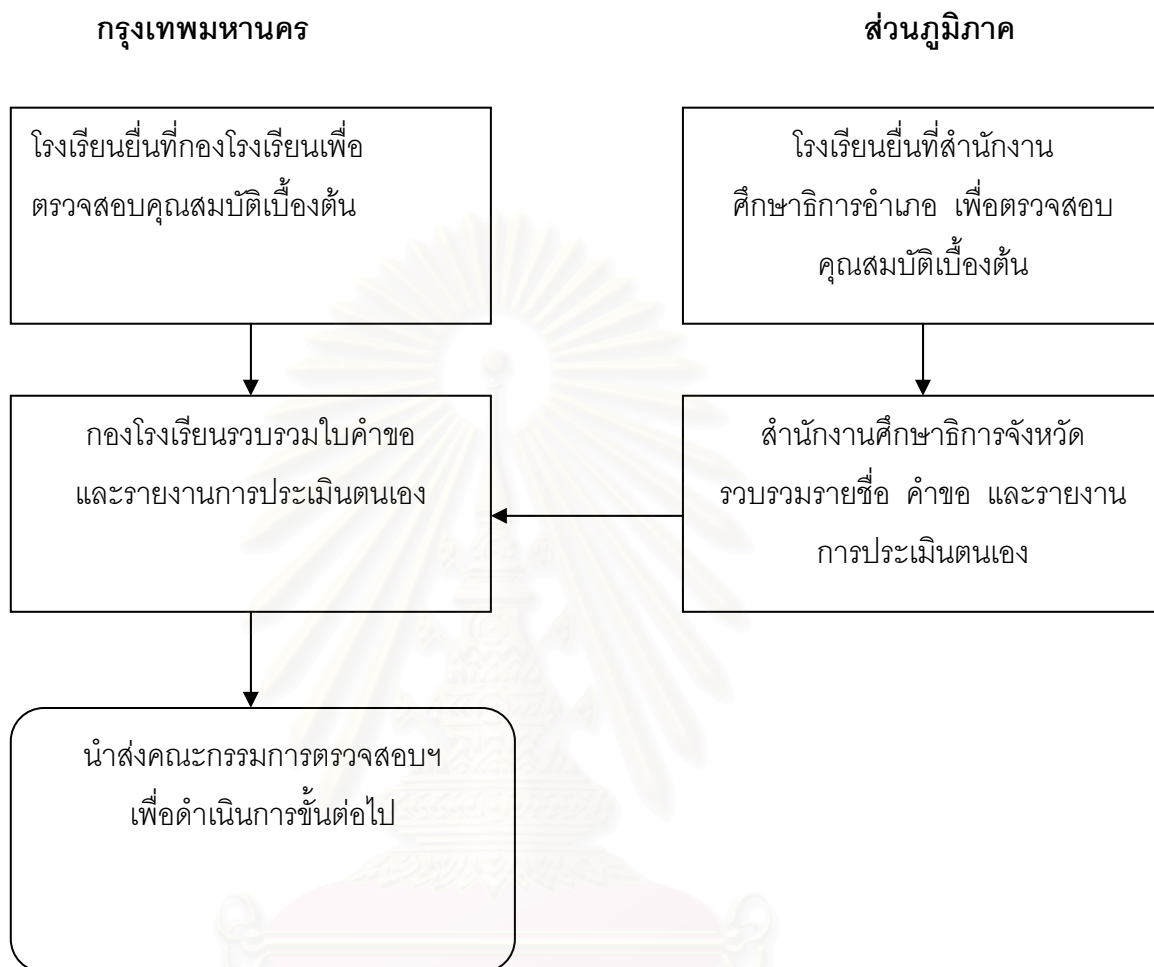 กรุงเทพมหานคร
ส่วนภูมิภาค
โรงเรียนยื่นที่กองโรงเรียนเพื่อ
ตรวจสอบคุณสมบัติเบื้องต้น
โรงเรียนยื่นที่สำนักงาน
ศึกษาธิการอำเภอ เพื่อตรวจสอบ
คุณสมบัติเบื้องต้น
กองโรงเรียนรวบรวมใบคำขอ
และรายงานการประเมินตนเอง
สำนักงานศึกษาธิการจังหวัด
รวบรวมรายชื่อ คำขอ และรายงาน
การประเมินตนเอง
นำส่งคณะกรรมการตรวจสอบฯ
เพื่อดำเนินการขั้นต่อไป